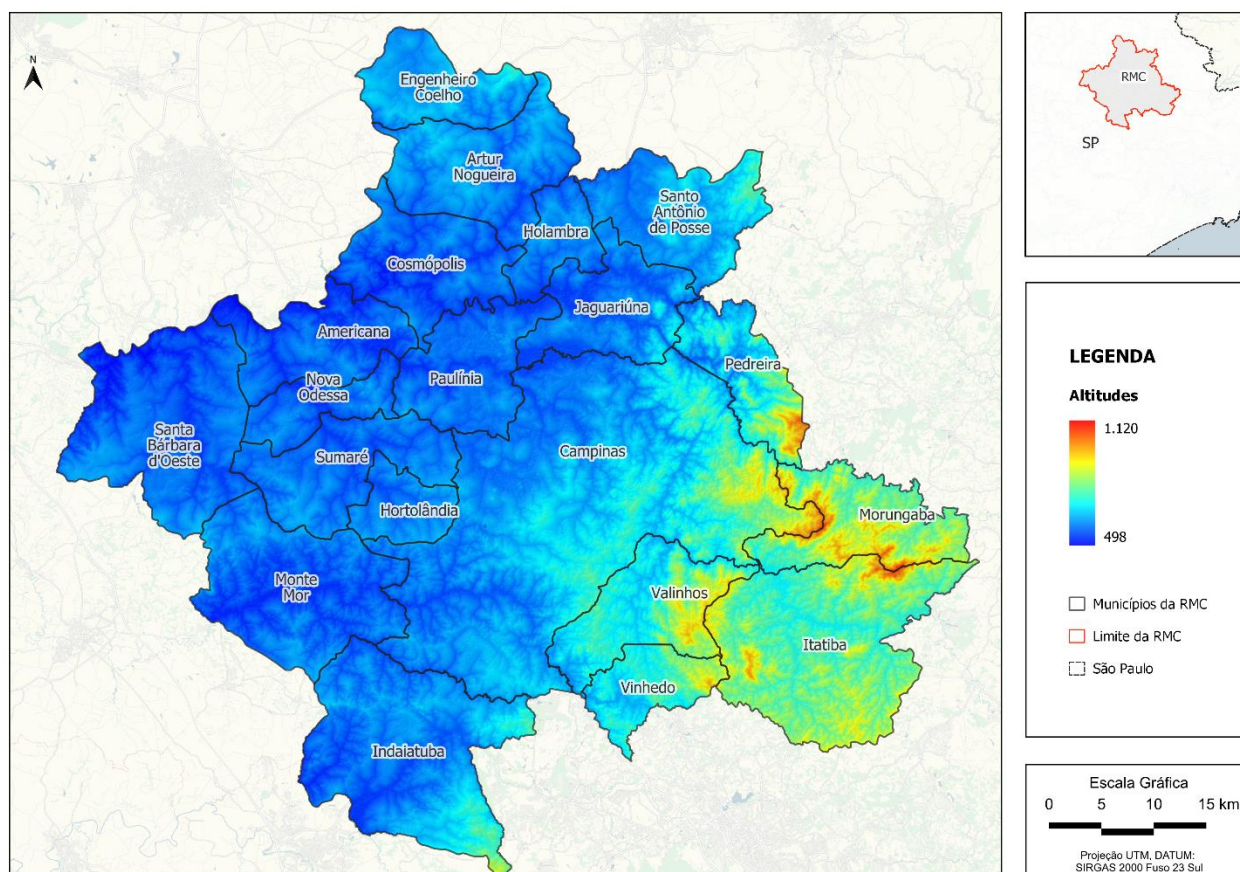 N
Engenheiro
Coelho
Artur
Nogueira
Santo
Antônio
de Posse
Holambra
Cosmópolis
Jaguariúna
Americana
Pedreira
Nova
Odessa
Paulínia
Santa
Bárbara
d'Oeste
Sumaré
Campinas
Hortolândia
Morungaba
Monte
Mor
Valinhos
Itatiba
Vinhedo
Indaiatuba
RMC
SP
LEGENDA
Altitudes
1.120
498
Municípios da RMC
Limite da RMC
São Paulo
Escala Gráfica
0 5 10 15 km
Projeção UTM, DATUM:
SIRGAS 2000 Fuso 23 Sul